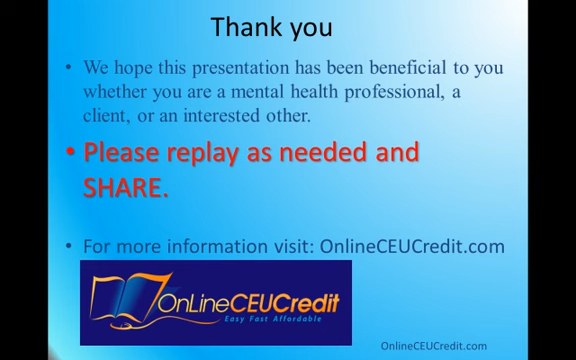 Thank you
• We hope this presentation has been beneficial to you
whether you are a mental health professional, a
client, or an interested other.
• Please replay as needed and
SHARE.
• For more information visit: OnlineCEUCredit.com
OnLineCEUCredit
Easy Fast Affordable
OnlineCEUCredit.com